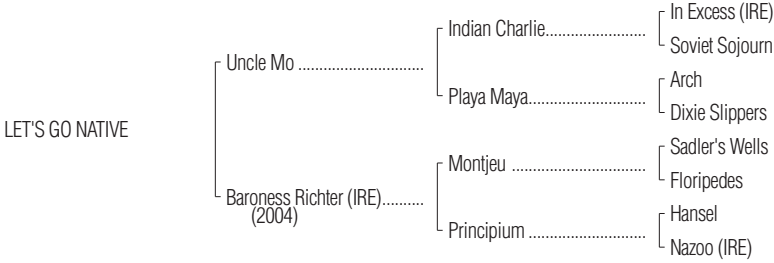 In Excess (IRE)
Indian Charlie..........................
Soviet Sojourn
Uncle Mo ..............................
Arch
Playa Maya..............................
Dixie Slippers
LET'S GO NATIVE
Sadler's Wells
Montjeu ...................................
Floripedes
Baroness Richter (IRE)..........
(2004)
Hansel
Principium ..............................
Nazoo (IRE)